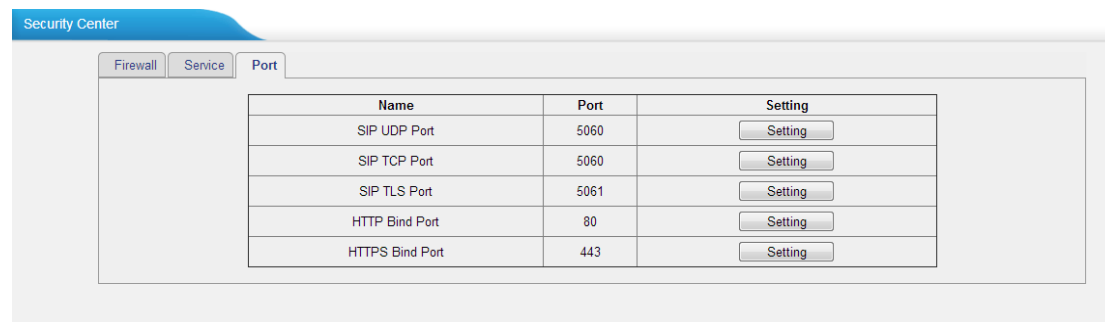 Security Center
Firewall Service Port
Name Port Setting
SIP UDP Port 5060 Setting
SIP TCP Port 5060 Setting
SIP TLS Port 5061 Setting
HTTP Bind Port 80 Setting
HTTPS Bind Port 443 Setting